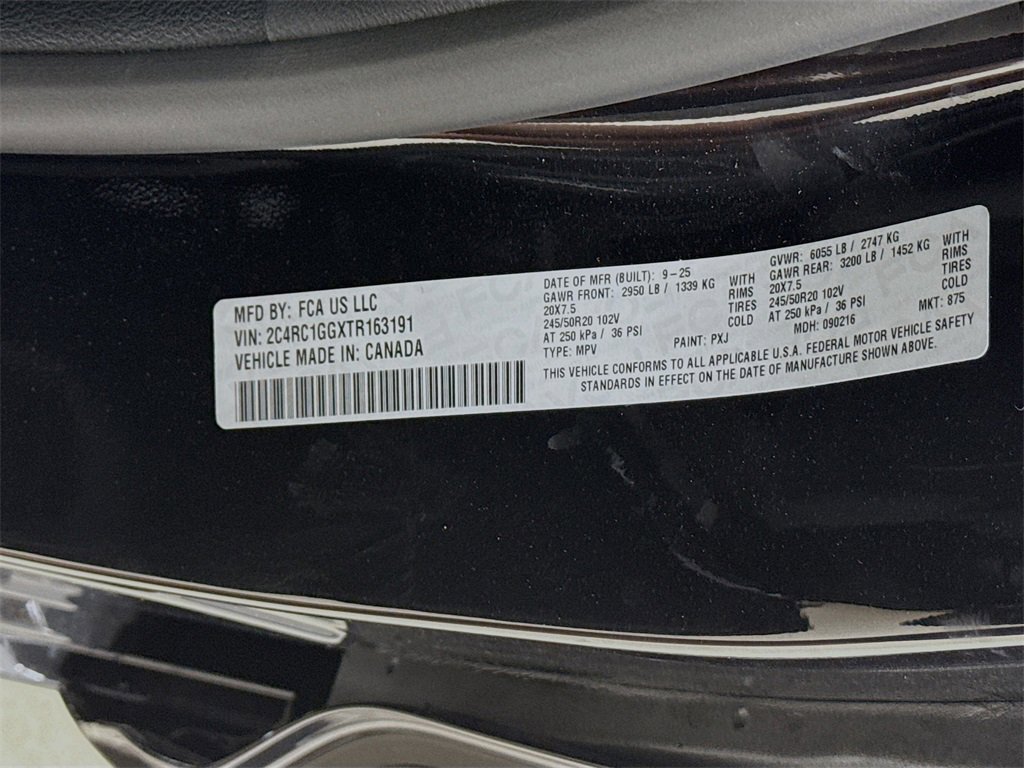 MFD BY: FCA US LLC
VIN: 2C4RC1GGXTR163191
VEHICLE MADE IN: CANADA
DATE OF MFR (BUILT): 9-25
GAWR FRONT: 2950 LB / 1339 KG WITH
20X7.5 RIMS
245/50R20 102V TIRES
AT 250 kPa / 36 PSI COLD
TYPE: MPV PAINT: PXJ
GVWR: 6055 LB / 2747 KG
GAWR REAR: 3200 LB / 1452 KG WITH
20X7.5 RIMS
245/50R20 102V TIRES
AT 250 kPa / 36 PSI COLD
MDH: 090216 MKT: 875
THIS VEHICLE CONFORMS TO ALL APPLICABLE U.S.A. FEDERAL MOTOR VEHICLE SAFETY
STANDARDS IN EFFECT ON THE DATE OF MANUFACTURE SHOWN ABOVE.